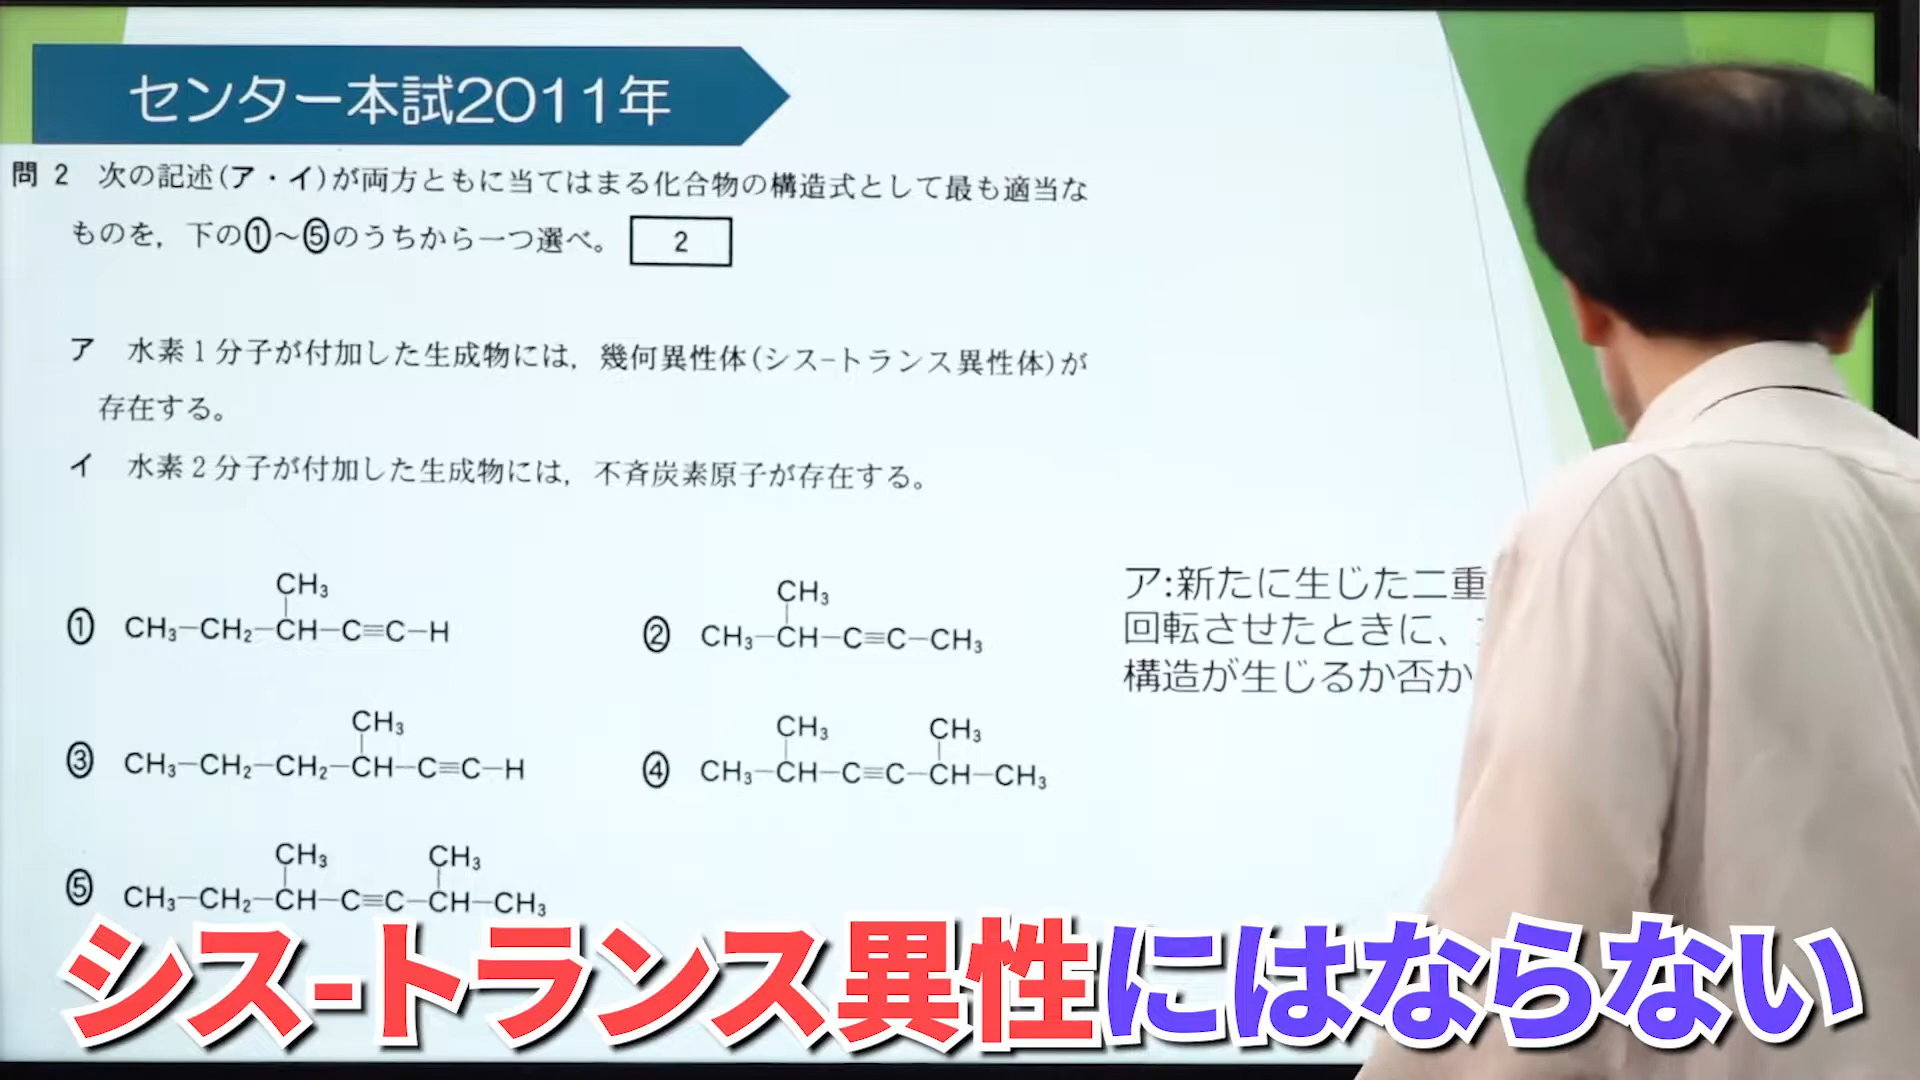 センター本試2011年
問 2 次の記述(ア・イ)が両方ともに当てはまる化合物の構造式として最も適当な
ものを，下の①～⑤のうちから一つ選べ。 2
ア 水素1分子が付加した生成物には，幾何異性体(シス-トランス異性体)が
存在する。
イ 水素2分子が付加した生成物には，不斉炭素原子が存在する。
CH₃
① CH₃-CH₂-CH-C≡C-H
CH₃
② CH₃-CH-C≡C-CH₃
CH₃
③ CH₃-CH₂-CH₂-CH-C≡C-H
CH₃ CH₃
④ CH₃-CH-C≡C-CH-CH₃
CH₃ CH₃
⑤ CH₃-CH₂-CH-C≡C-CH-CH₃
ア:新たに生じた二重
回転させたときに、
構造が生じるか否か
シス-トランス異性にはならない